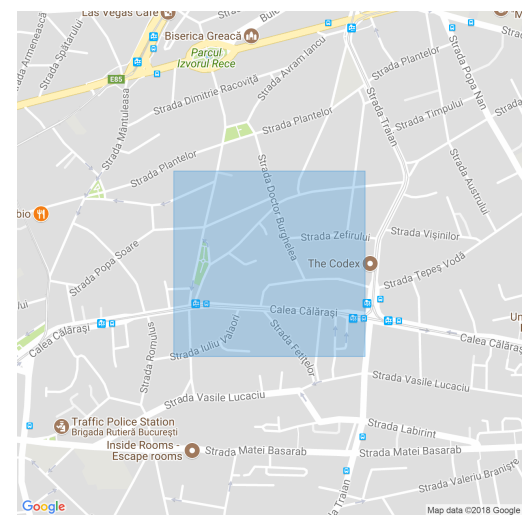 Las Vegas Cafe
Biserica Greacă
Parcul
Izvorul Rece
Strada Armenească
Strada Spătarului
E85
Strada Mântuleasa
Strada Dimitrie Racoviță
Strada Avram Iancu
Strada Plantelor
Strada Popa Nan
Strada Traian
Strada Timpului
Strada Plantelor
Strada Plantelor
Strada Austrului
bio
Strada Doctor Burghelea
Strada Popa Soare
Strada Zefirului
Strada Vișinilor
The Codex
Strada Tepeș Vodă
Calea Călărași
Calea Călărași
Calea Călăraș
Strada Romulus
Strada Iuliu Valaori
Strada Fetițelor
Strada Vasile Lucaciu
Strada Vasile Lucaciu
Traffic Police Station
Brigada Rutieră București
Inside Rooms -
Escape rooms
Strada Matei Basarab
Strada Labirint
Strada Matei Basarab
Strada Traian
Strada Valeriu Braniște
Google
Map data ©2018 Google